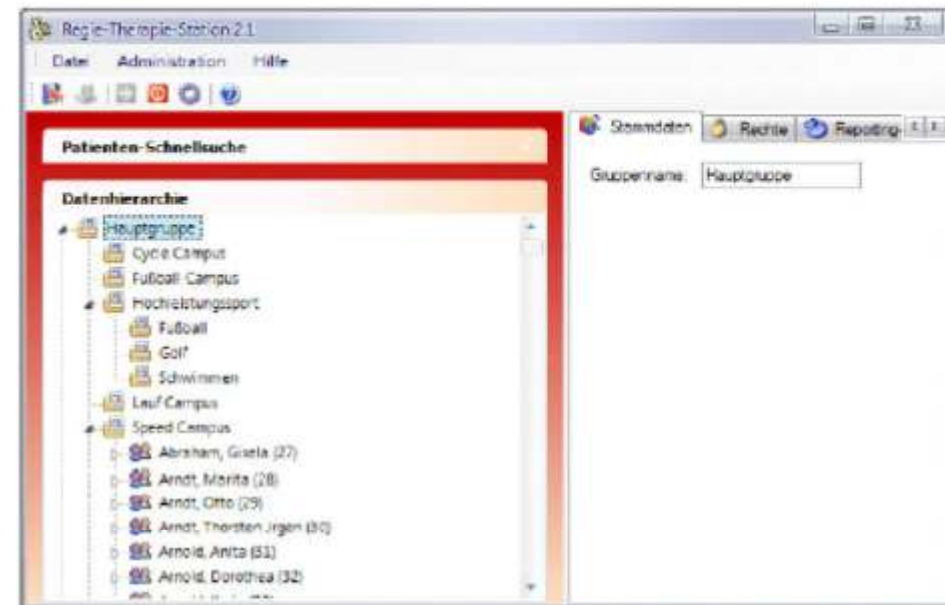 Regie-Therapie-Station 2.1
Datei Administration Hilfe
Patienten-Schnellsuche
Datenhierarchie
Hauptgruppe
Cycle Campus
Fußball Campus
Hochleistungssport
Fußball
Golf
Schwimmen
Lauf Campus
Speed Campus
Abraham, Gisela (27)
Arndt, Marita (28)
Arndt, Otto (29)
Arndt, Thorsten Jrgen (30)
Arnold, Anita (31)
Arnold, Dorothea (32)
Stammdaten Rechte Reporting-
Gruppenname: Hauptgruppe